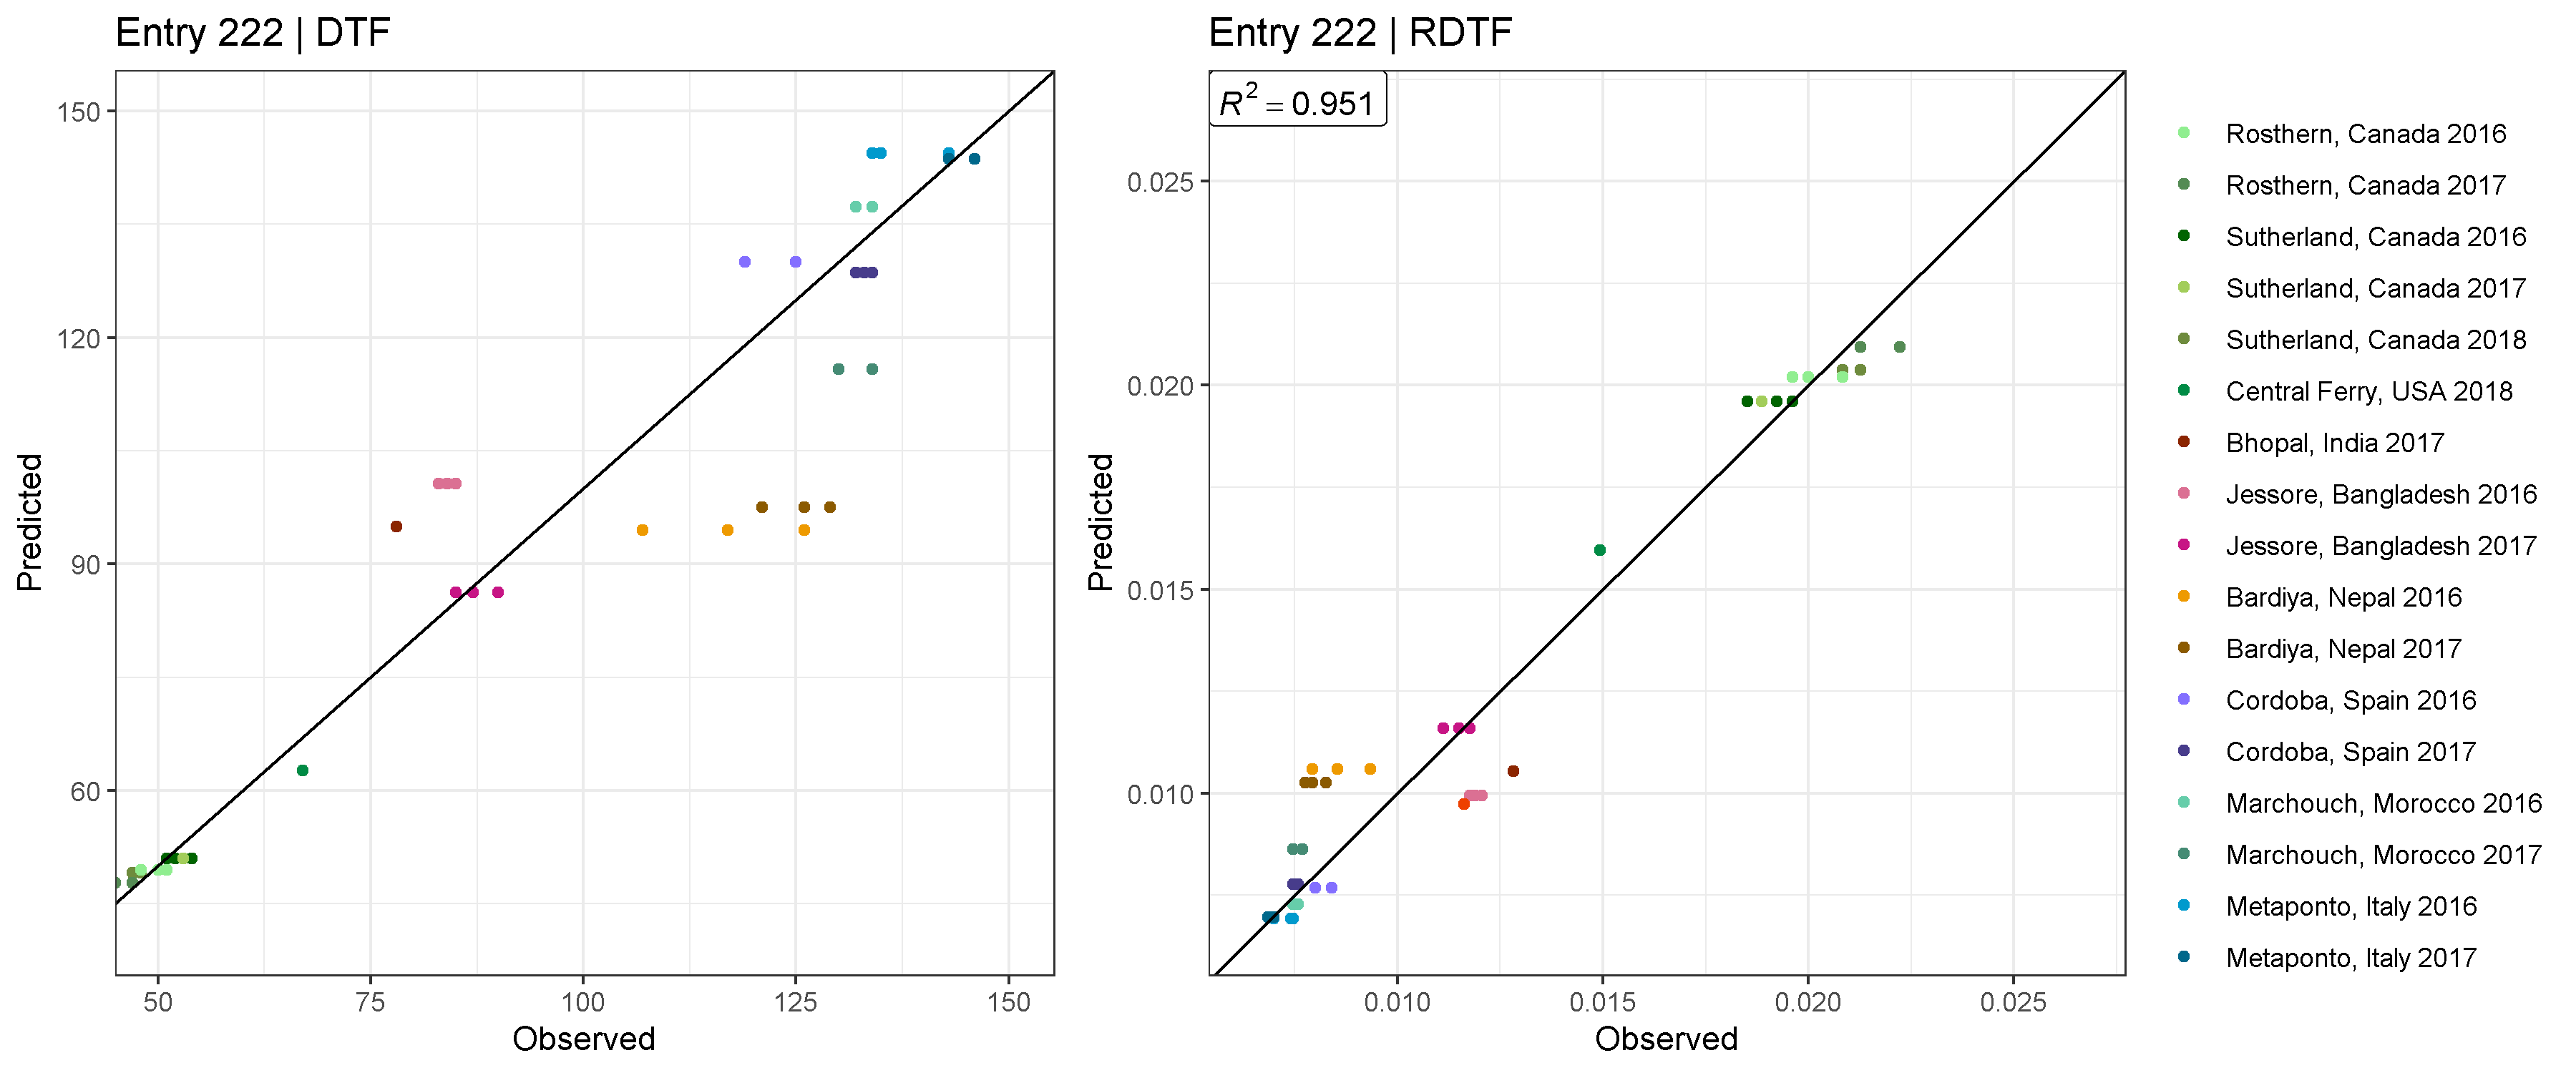 Entry 222 | DTF
150
120
90
60
Predicted
50
75
100
125
150
Observed
Entry 222 | RDTF
R² = 0.951
0.025
0.020
0.015
0.010
Predicted
0.010
0.015
0.020
0.025
Observed
Rosthern, Canada 2016
Rosthern, Canada 2017
Sutherland, Canada 2016
Sutherland, Canada 2017
Sutherland, Canada 2018
Central Ferry, USA 2018
Bhopal, India 2017
Jessore, Bangladesh 2016
Jessore, Bangladesh 2017
Bardiya, Nepal 2016
Bardiya, Nepal 2017
Cordoba, Spain 2016
Cordoba, Spain 2017
Marchouch, Morocco 2016
Marchouch, Morocco 2017
Metaponto, Italy 2016
Metaponto, Italy 2017